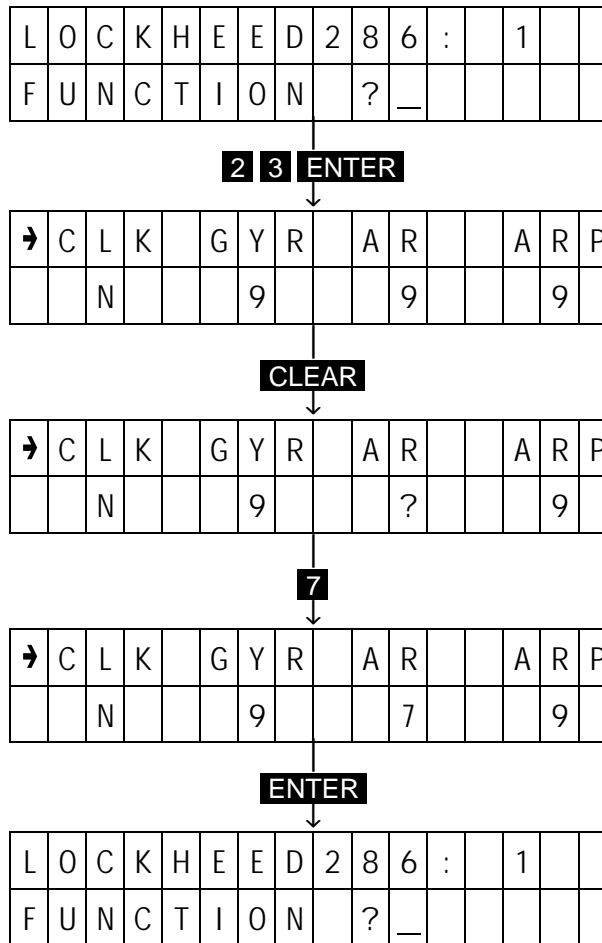 LOCKHEED286: 1
FUNCTION ?_
2 3 ENTER
→CLK GYR AR ARP
N 9 9 9
CLEAR
→CLK GYR AR ARP
N 9 ? 9
7
→CLK GYR AR ARP
N 9 7 9
ENTER
LOCKHEED286: 1
FUNCTION ?_